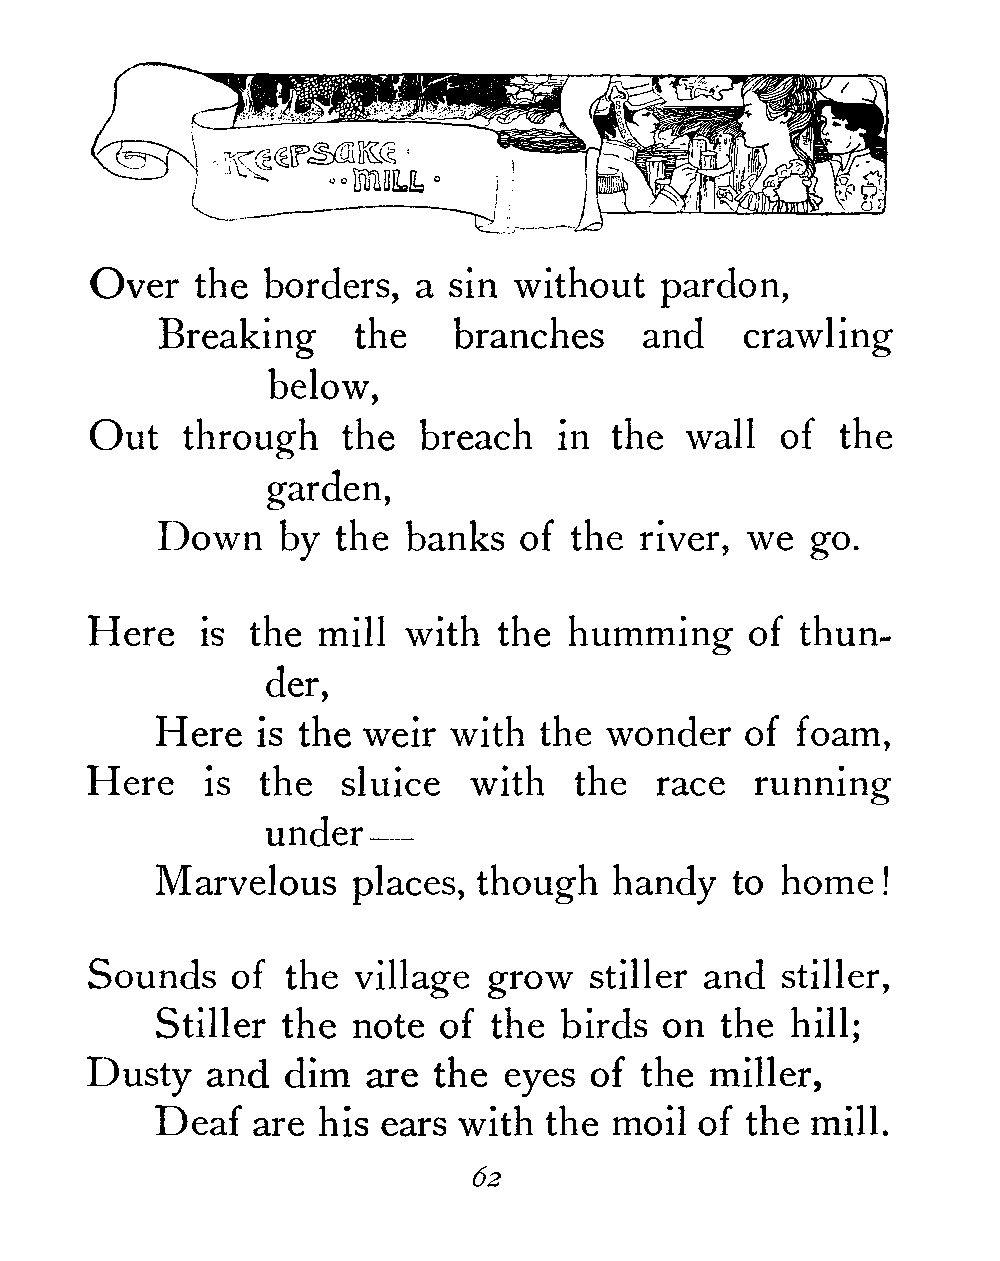 KEEPSAKE
MILL
Over the borders, a sin without pardon,
Breaking the branches and crawling
below,
Out through the breach in the wall of the
garden,
Down by the banks of the river, we go.
Here is the mill with the humming of thun-
der,
Here is the weir with the wonder of foam,
Here is the sluice with the race running
under—
Marvelous places, though handy to home!
Sounds of the village grow stiller and stiller,
Stiller the note of the birds on the hill;
Dusty and dim are the eyes of the miller,
Deaf are his ears with the moil of the mill.
62